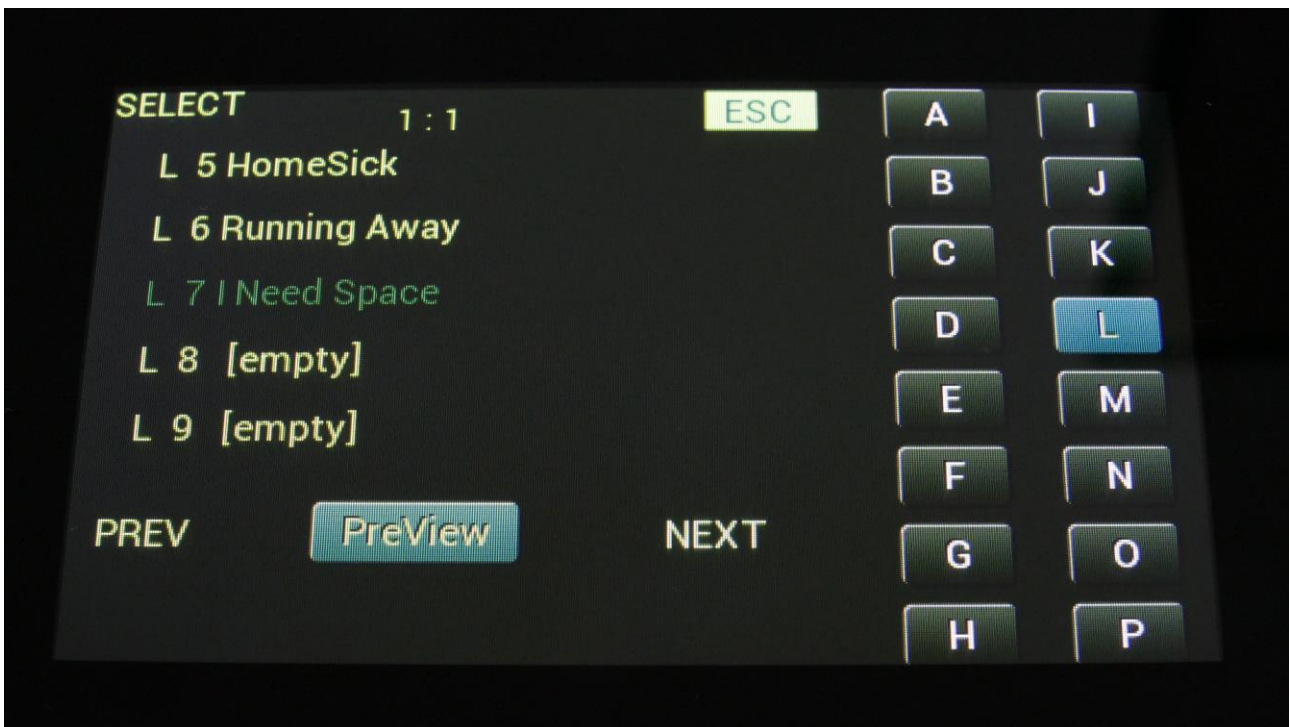 SELECT 1 : 1 ESC
L 5 HomeSick
L 6 Running Away
L 7 I Need Space
L 8 [empty]
L 9 [empty]
PREV PreView NEXT
A I
B J
C K
D L
E M
F N
G O
H P